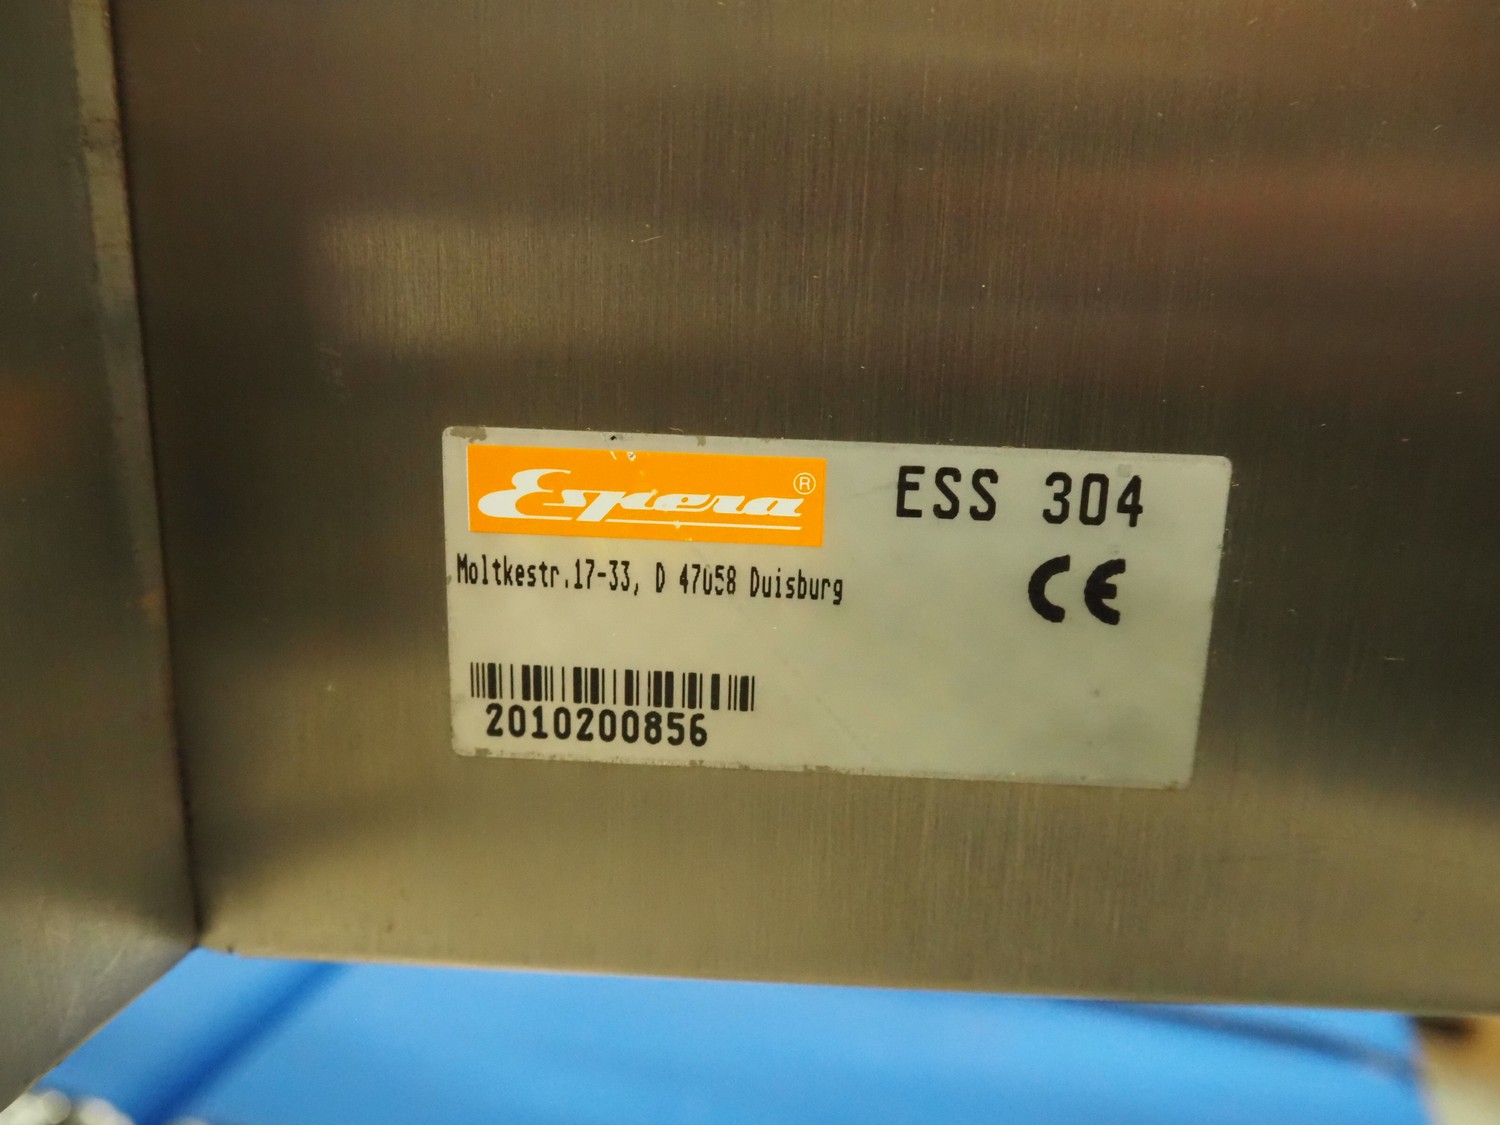 Espera ®
ESS 304
CE
Moltkestr.17-33, D 47058 Duisburg
2010200856